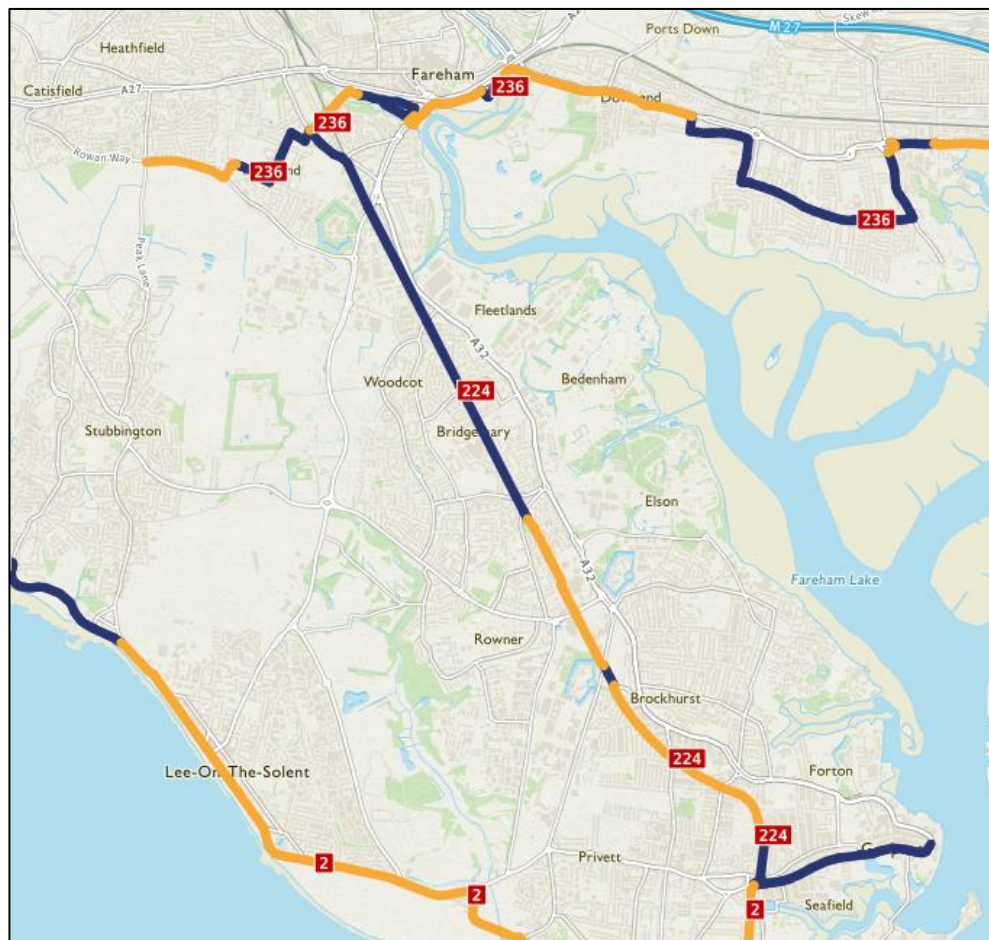 Heathfield
Ports Down
M27
Fareham
Catisfield
A27
236
236
Rowan Way
236
236
Peak Lane
Fleetlands
A32
Woodcot
224
Bedenham
Stubbington
Elson
A32
Fareham Lake
Rowner
Brockhurst
224
Lee-On-The-Solent
Forton
224
2
Privett
2
2
Seafield